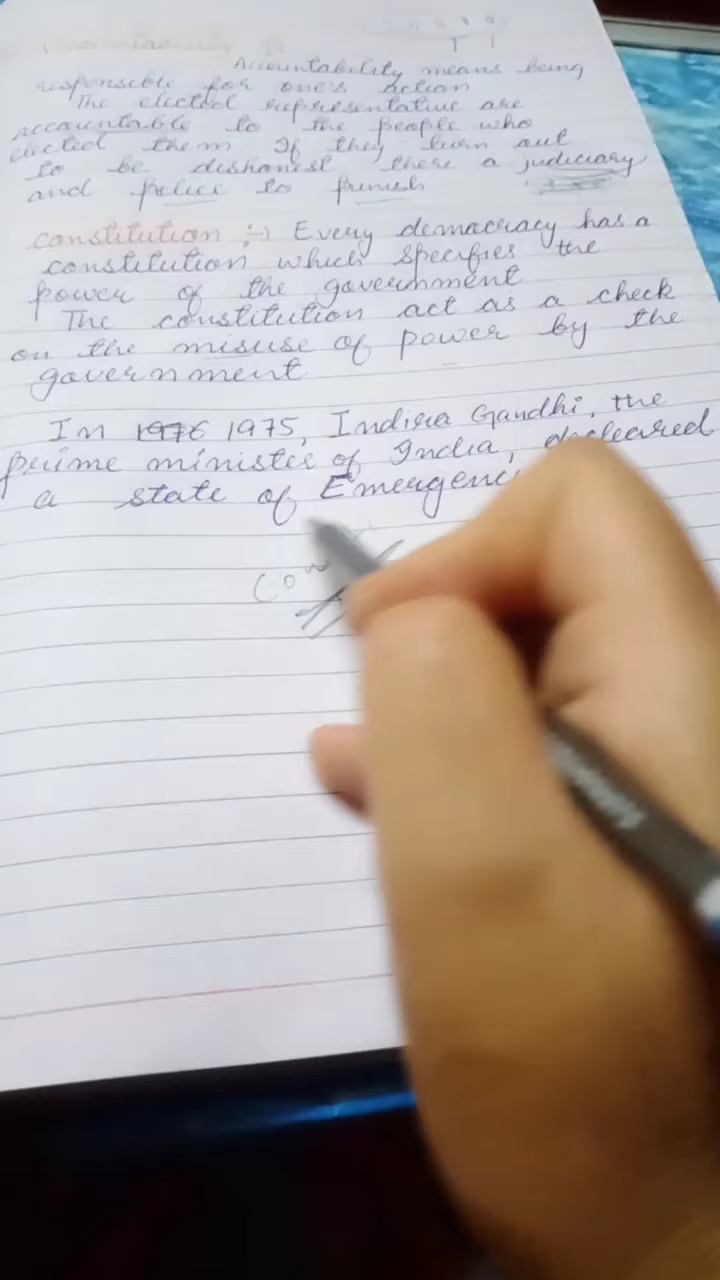 Accountability means being
responsible for one's action
The elected representative are
accountable to the people who
elected them If they turn out
to be dishonest there a judiciary
and police to punish
constitution :-) Every democracy has a
constitution which specifies the
power of the government
The constitution act as a check
on the misuse of power by the
government
In 1976 1975, Indira Gandhi, the
prime minister of India, decleared
a state of Emergenc
Con